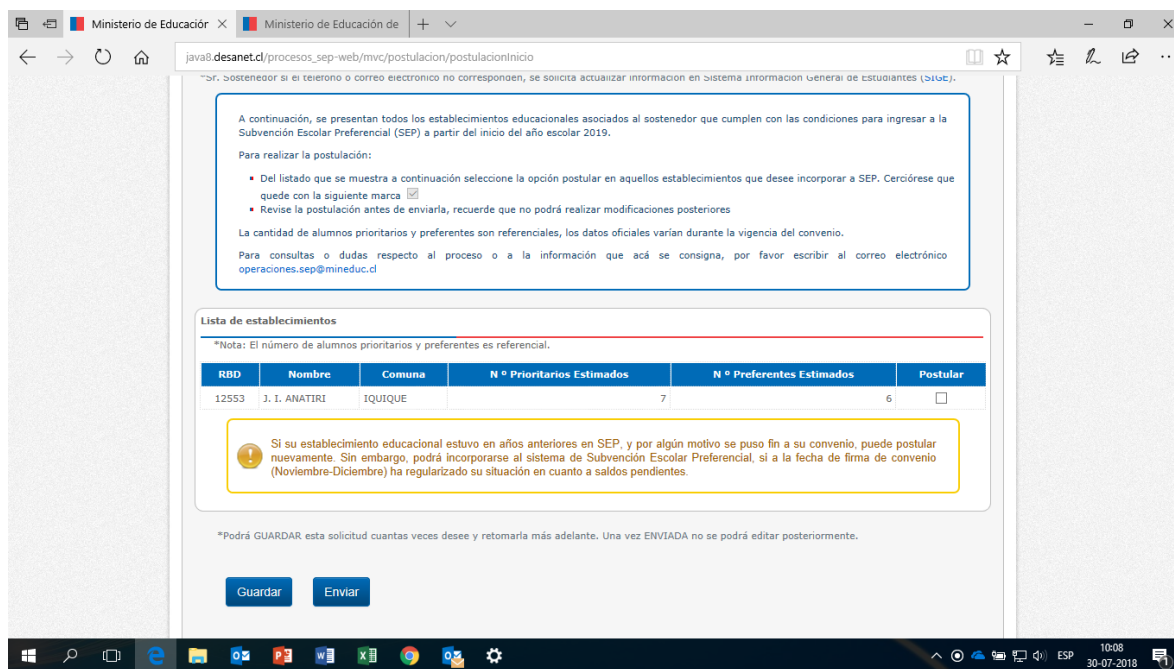 Ministerio de Educaciór
Ministerio de Educación de
java8.desanet.cl/procesos_sep-web/mvc/postulacion/postulacionInicio
*Sr. Sostenedor si el teléfono o correo electrónico no corresponden, se solicita actualizar información en Sistema Información General de Estudiantes (SIGE).
A continuación, se presentan todos los establecimientos educacionales asociados al sostenedor que cumplen con las condiciones para ingresar a la
Subvención Escolar Preferencial (SEP) a partir del inicio del año escolar 2019.
Para realizar la postulación:
Del listado que se muestra a continuación seleccione la opción postular en aquellos establecimientos que desee incorporar a SEP. Cerciórese que
quede con la siguiente marca
Revise la postulación antes de enviarla, recuerde que no podrá realizar modificaciones posteriores
La cantidad de alumnos prioritarios y preferentes son referenciales, los datos oficiales varían durante la vigencia del convenio.
Para consultas o dudas respecto al proceso o a la información que acá se consigna, por favor escribir al correo electrónico
operaciones.sep@mineduc.cl
Lista de establecimientos
*Nota: El número de alumnos prioritarios y preferentes es referencial.
RBD Nombre Comuna N º Prioritarios Estimados N º Preferentes Estimados Postular
12553 J. I. ANATIRI IQUIQUE 7 6
Si su establecimiento educacional estuvo en años anteriores en SEP, y por algún motivo se puso fin a su convenio, puede postular
nuevamente. Sin embargo, podrá incorporarse al sistema de Subvención Escolar Preferencial, si a la fecha de firma de convenio
(Noviembre-Diciembre) ha regularizado su situación en cuanto a saldos pendientes.
*Podrá GUARDAR esta solicitud cuantas veces desee y retomarla más adelante. Una vez ENVIADA no se podrá editar posteriormente.
Guardar Enviar
ESP
10:08
30-07-2018